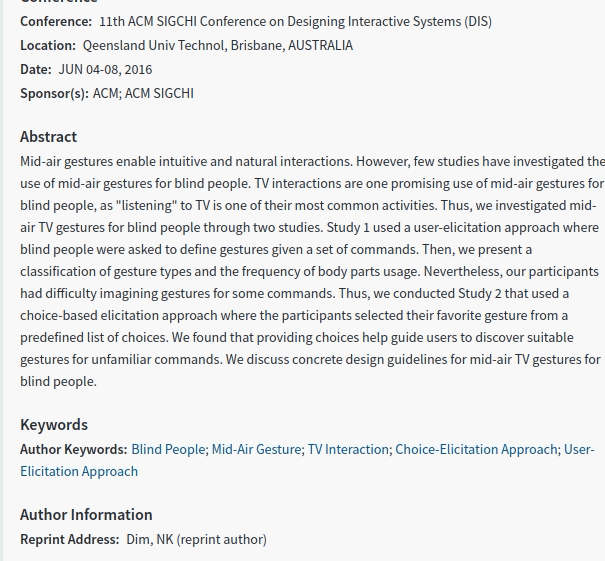 Conference
Conference: 11th ACM SIGCHI Conference on Designing Interactive Systems (DIS)
Location: Qeensland Univ Technol, Brisbane, AUSTRALIA
Date: JUN 04-08, 2016
Sponsor(s): ACM; ACM SIGCHI
Abstract
Mid-air gestures enable intuitive and natural interactions. However, few studies have investigated the
use of mid-air gestures for blind people. TV interactions are one promising use of mid-air gestures for
blind people, as "listening" to TV is one of their most common activities. Thus, we investigated mid-
air TV gestures for blind people through two studies. Study 1 used a user-elicitation approach where
blind people were asked to define gestures given a set of commands. Then, we present a
classification of gesture types and the frequency of body parts usage. Nevertheless, our participants
had difficulty imagining gestures for some commands. Thus, we conducted Study 2 that used a
choice-based elicitation approach where the participants selected their favorite gesture from a
predefined list of choices. We found that providing choices help guide users to discover suitable
gestures for unfamiliar commands. We discuss concrete design guidelines for mid-air TV gestures for
blind people.
Keywords
Author Keywords: Blind People; Mid-Air Gesture; TV Interaction; Choice-Elicitation Approach; User-
Elicitation Approach
Author Information
Reprint Address: Dim, NK (reprint author)